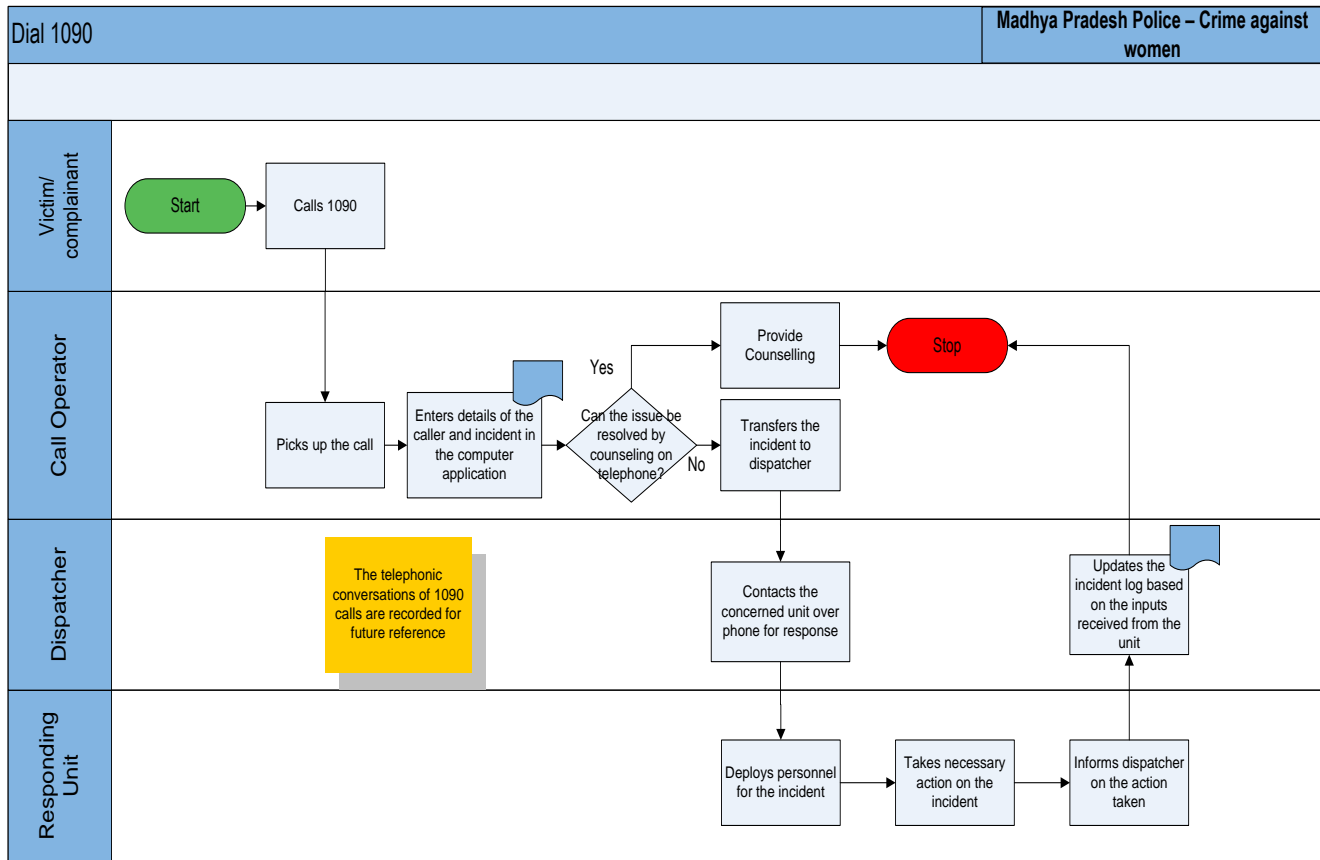 Dial 1090
Madhya Pradesh Police – Crime against
women
Victim/
complainant
Start
Calls 1090
Call Operator
Picks up the call
Enters details of the
caller and incident in
the computer
application
Can the issue be
resolved by
counseling on
telephone?
Yes
No
Provide
Counselling
Stop
Transfers the
incident to
dispatcher
Dispatcher
The telephonic
conversations of 1090
calls are recorded for
future reference
Contacts the
concerned unit over
phone for response
Updates the
incident log based
on the inputs
received from the
unit
Responding
Unit
Deploys personnel
for the incident
Takes necessary
action on the
incident
Informs dispatcher
on the action
taken